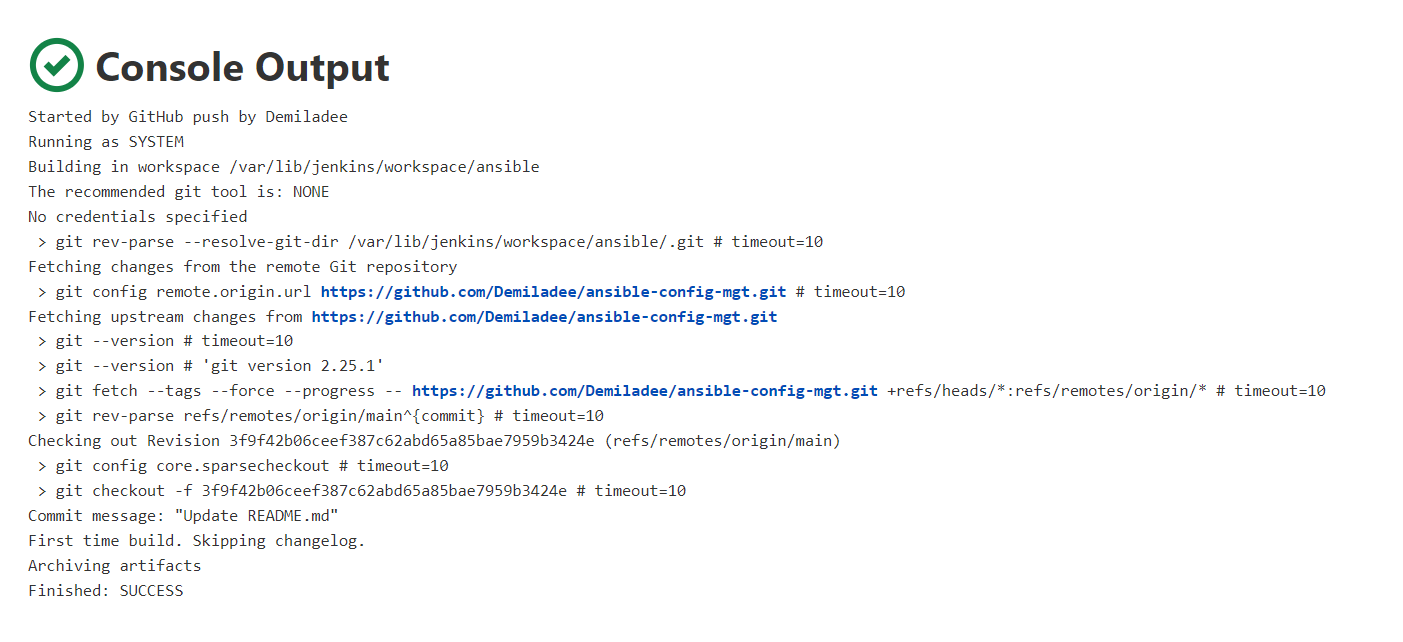 Console Output
Started by GitHub push by Demiladee
Running as SYSTEM
Building in workspace /var/lib/jenkins/workspace/ansible
The recommended git tool is: NONE
No credentials specified
> git rev-parse --resolve-git-dir /var/lib/jenkins/workspace/ansible/.git # timeout=10
Fetching changes from the remote Git repository
> git config remote.origin.url https://github.com/Demiladee/ansible-config-mgt.git # timeout=10
Fetching upstream changes from https://github.com/Demiladee/ansible-config-mgt.git
> git --version # timeout=10
> git --version # 'git version 2.25.1'
> git fetch --tags --force --progress -- https://github.com/Demiladee/ansible-config-mgt.git +refs/heads/*:refs/remotes/origin/* # timeout=10
> git rev-parse refs/remotes/origin/main^{commit} # timeout=10
Checking out Revision 3f9f42b06ceef387c62abd65a85bae7959b3424e (refs/remotes/origin/main)
> git config core.sparsecheckout # timeout=10
> git checkout -f 3f9f42b06ceef387c62abd65a85bae7959b3424e # timeout=10
Commit message: "Update README.md"
First time build. Skipping changelog.
Archiving artifacts
Finished: SUCCESS